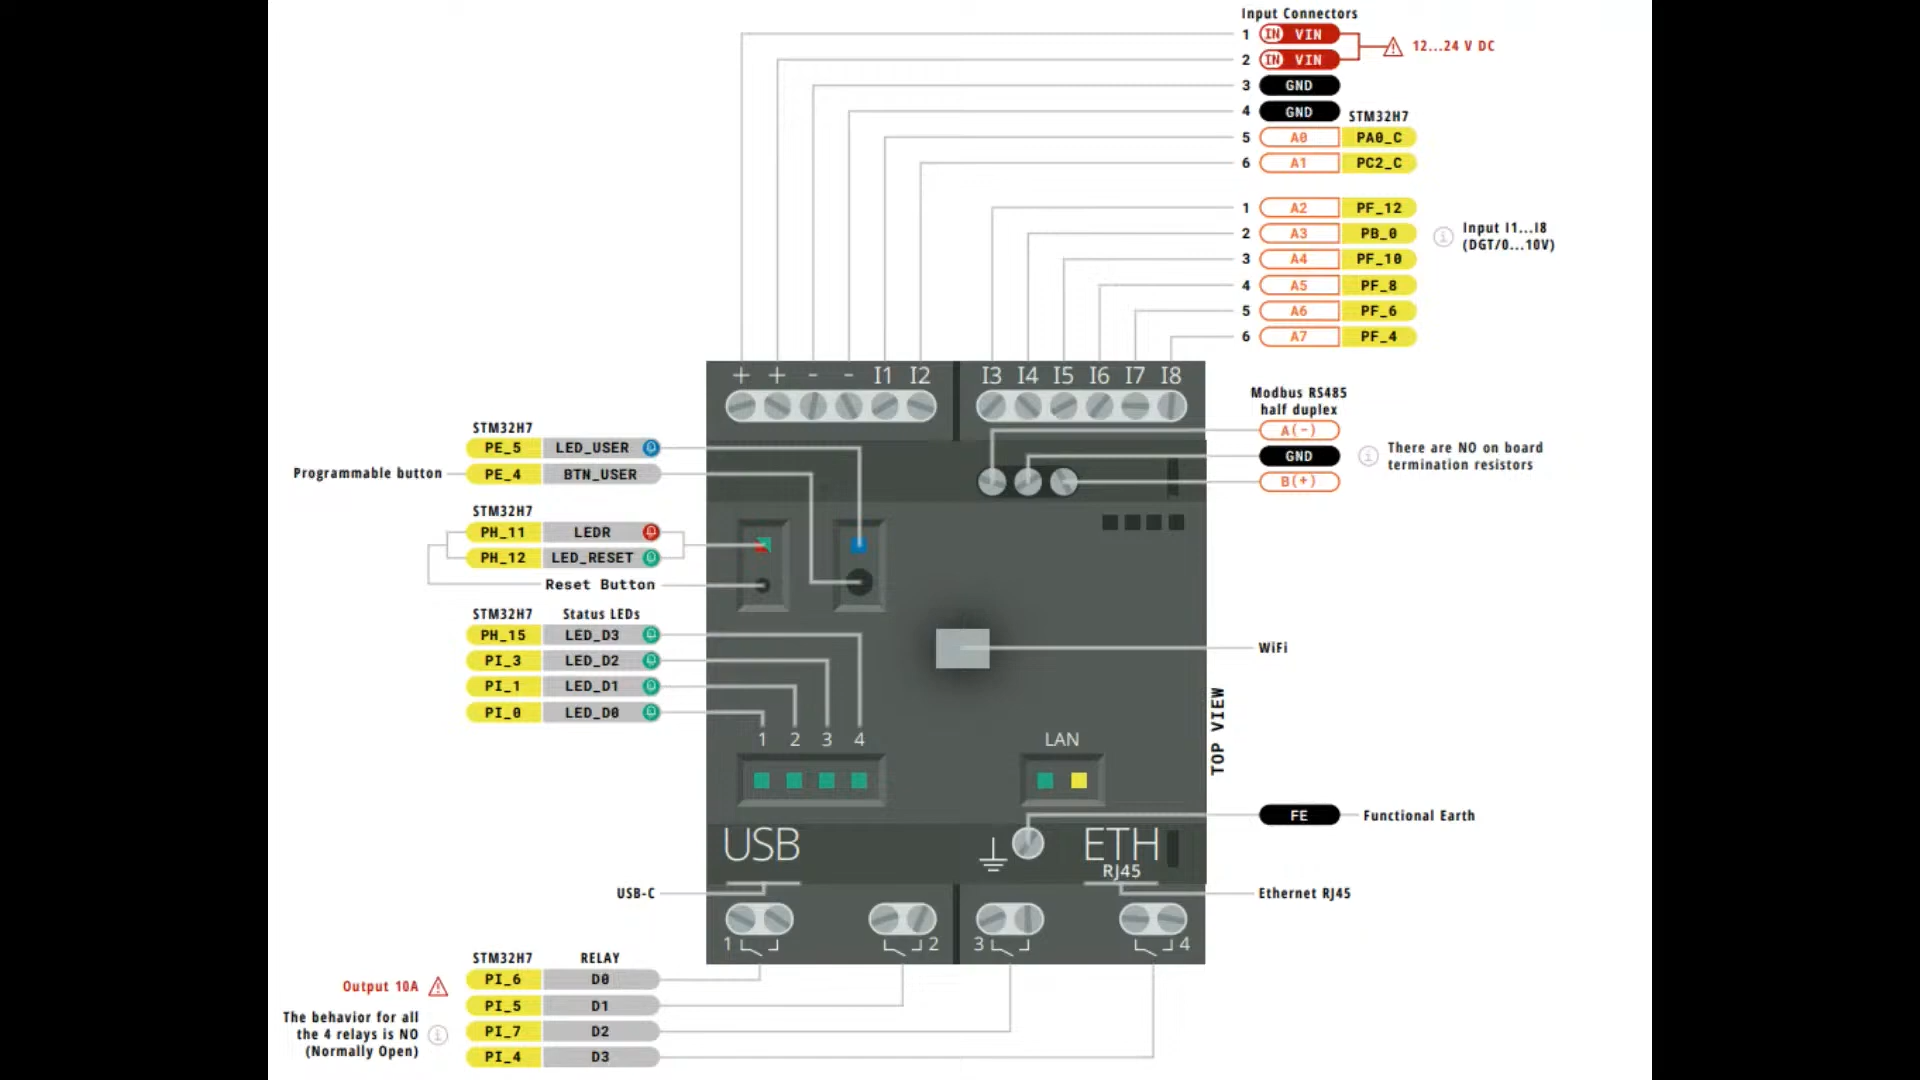 Input Connectors
1 IN VIN
2 IN VIN
12...24 V DC
3 GND
4 GND
STM32H7
5 A0 PA0_C
6 A1 PC2_C
1 A2 PF_12
2 A3 PB_0
3 A4 PF_10
4 A5 PF_8
5 A6 PF_6
6 A7 PF_4
Input I1...I8
(DGT/0...10V)
+ + - - I1 I2 I3 I4 I5 I6 I7 I8
Modbus RS485
half duplex
A(-)
GND
B(+)
There are NO on board
termination resistors
STM32H7
PE_5 LED_USER
Programmable button PE_4 BTN_USER
STM32H7
PH_11 LEDR
PH_12 LED_RESET
Reset Button
STM32H7 Status LEDs
PH_15 LED_D3
PI_3 LED_D2
PI_1 LED_D1
PI_0 LED_D0
WiFi
TOP VIEW
1 2 3 4
LAN
FE Functional Earth
USB
ETH
RJ45
USB-C
Ethernet RJ45
1 2 3 4
STM32H7 RELAY
PI_6 D0
PI_5 D1
PI_7 D2
PI_4 D3
Output 10A
The behavior for all
the 4 relays is NO
(Normally Open)